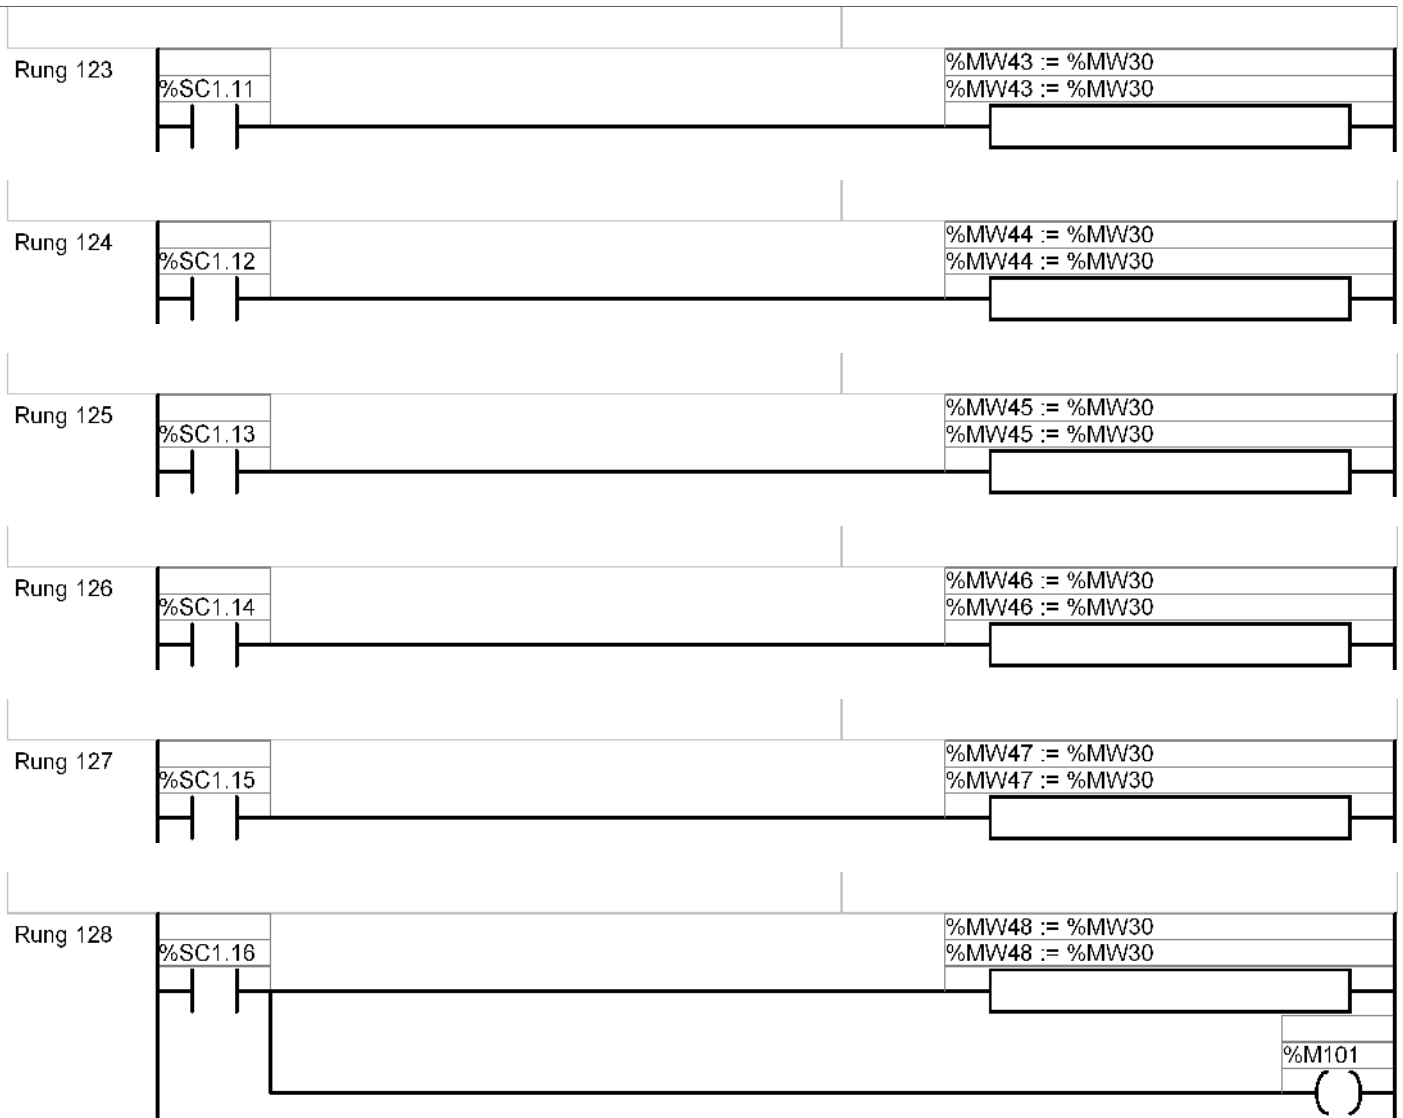 %MW43 := %MW30
Rung 123
%SC1.11
%MW43 := %MW30
%MW44 := %MW30
Rung 124
%SC1.12
%MW44 := %MW30
%MW45 := %MW30
Rung 125
%SC1.13
%MW45 := %MW30
%MW46 := %MW30
Rung 126
%SC1.14
%MW46 := %MW30
%MW47 := %MW30
Rung 127
%SC1.15
%MW47 := %MW30
%MW48 := %MW30
Rung 128
%SC1.16
%MW48 := %MW30
%M101